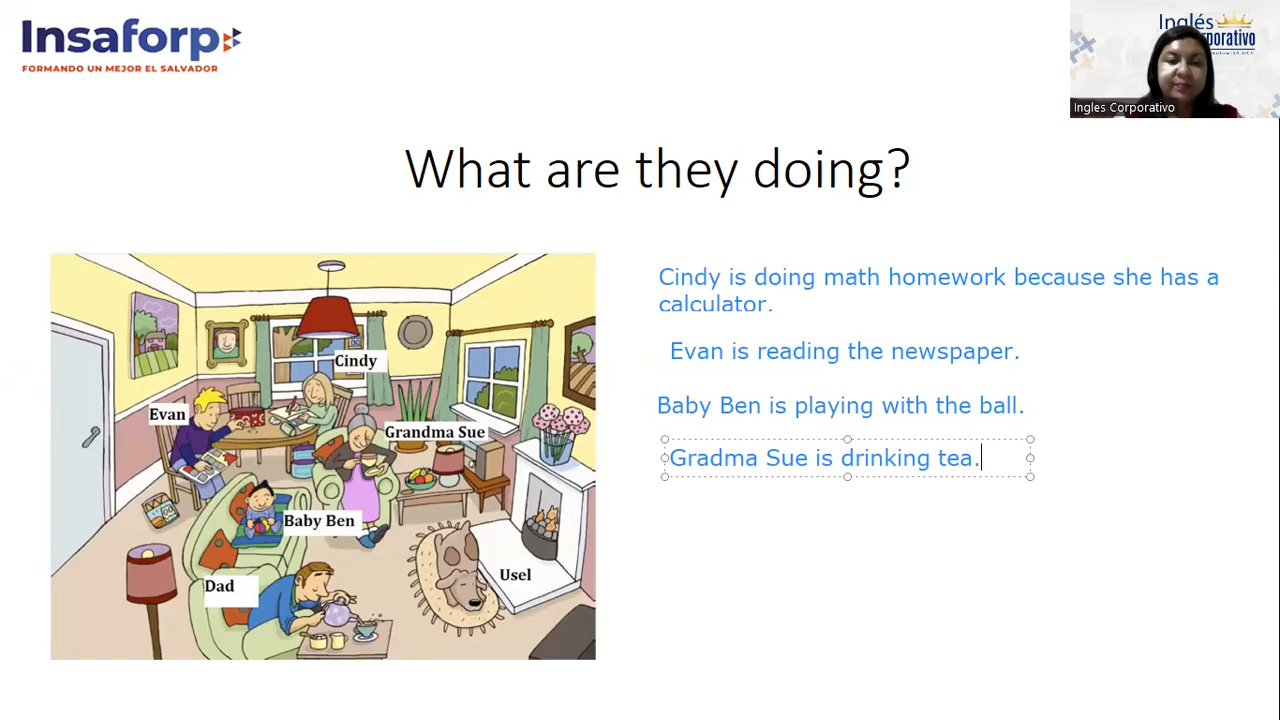 Insaforp
FORMANDO UN MEJOR EL SALVADOR
Inglés
porativo
Ingles Corporativo
What are they doing?
Cindy is doing math homework because she has a
calculator.
Evan is reading the newspaper.
Baby Ben is playing with the ball.
Gradma Sue is drinking tea.
Cindy
Evan
Grandma Sue
Baby Ben
Usel
Dad